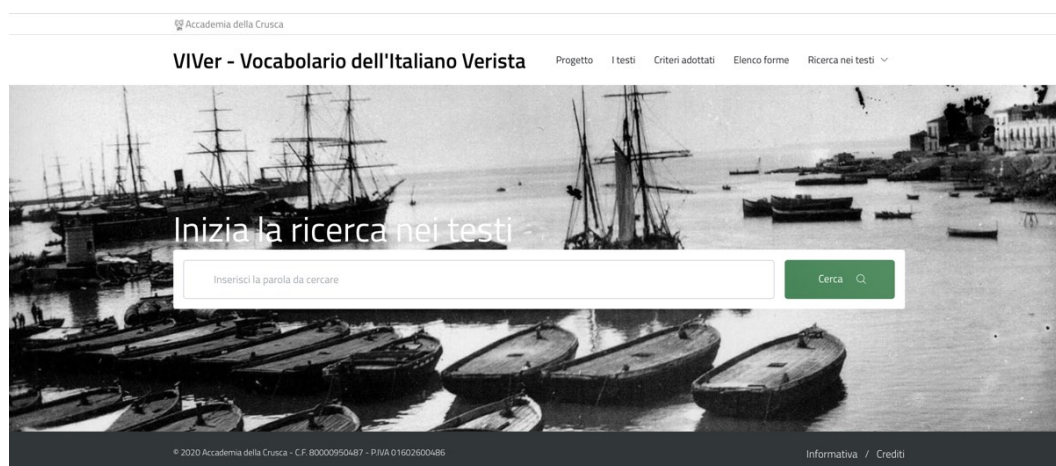 Accademia della Crusca
VIVer - Vocabolario dell'Italiano Verista
Progetto I testi Criteri adottati Elenco forme Ricerca nei testi
Inizia la ricerca nei testi
Inserisci la parola da cercare
Cerca
© 2020 Accademia della Crusca - C.F. 80000950487 - P.IVA 01602600486
Informativa / Crediti